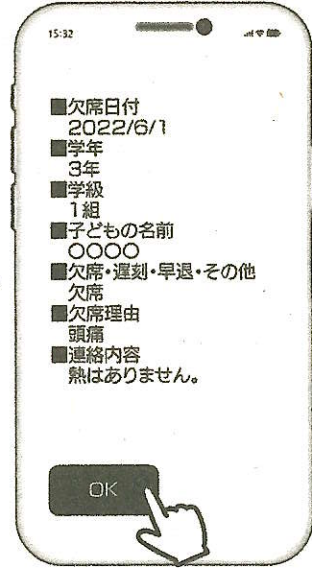 15:32
■欠席日付
2022/6/1
■学年
3年
■学級
1組
■子どもの名前
○○○○
■欠席・遅刻・早退・その他
欠席
■欠席理由
頭痛
■連絡内容
熱はありません。
OK